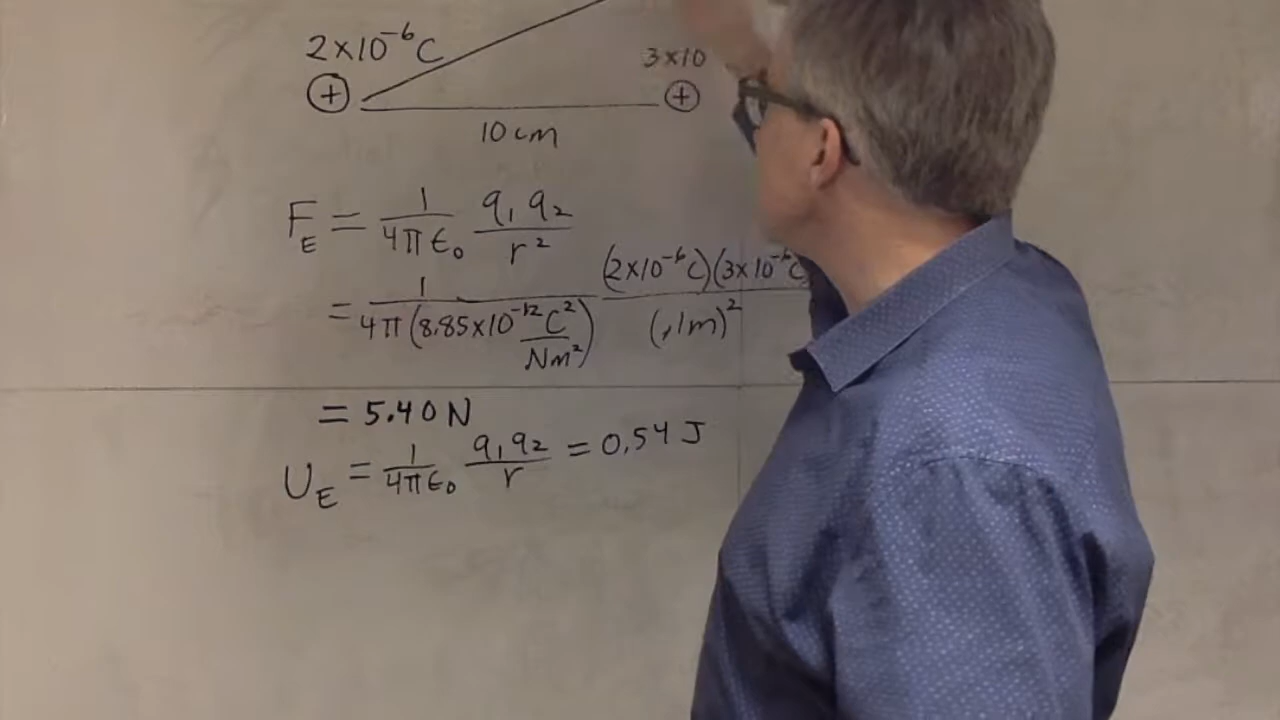 2×10⁻⁶C 3×10
+ +
10 cm
F_E = 1/(4πϵ₀) q₁q₂/r²
= 1/(4π(8.85×10⁻¹² C²/Nm²)) (2×10⁻⁶C)(3×10⁻⁶C/(.1m)²
= 5.40 N
U_E = 1/(4πϵ₀) q₁q₂/r = 0.54 J